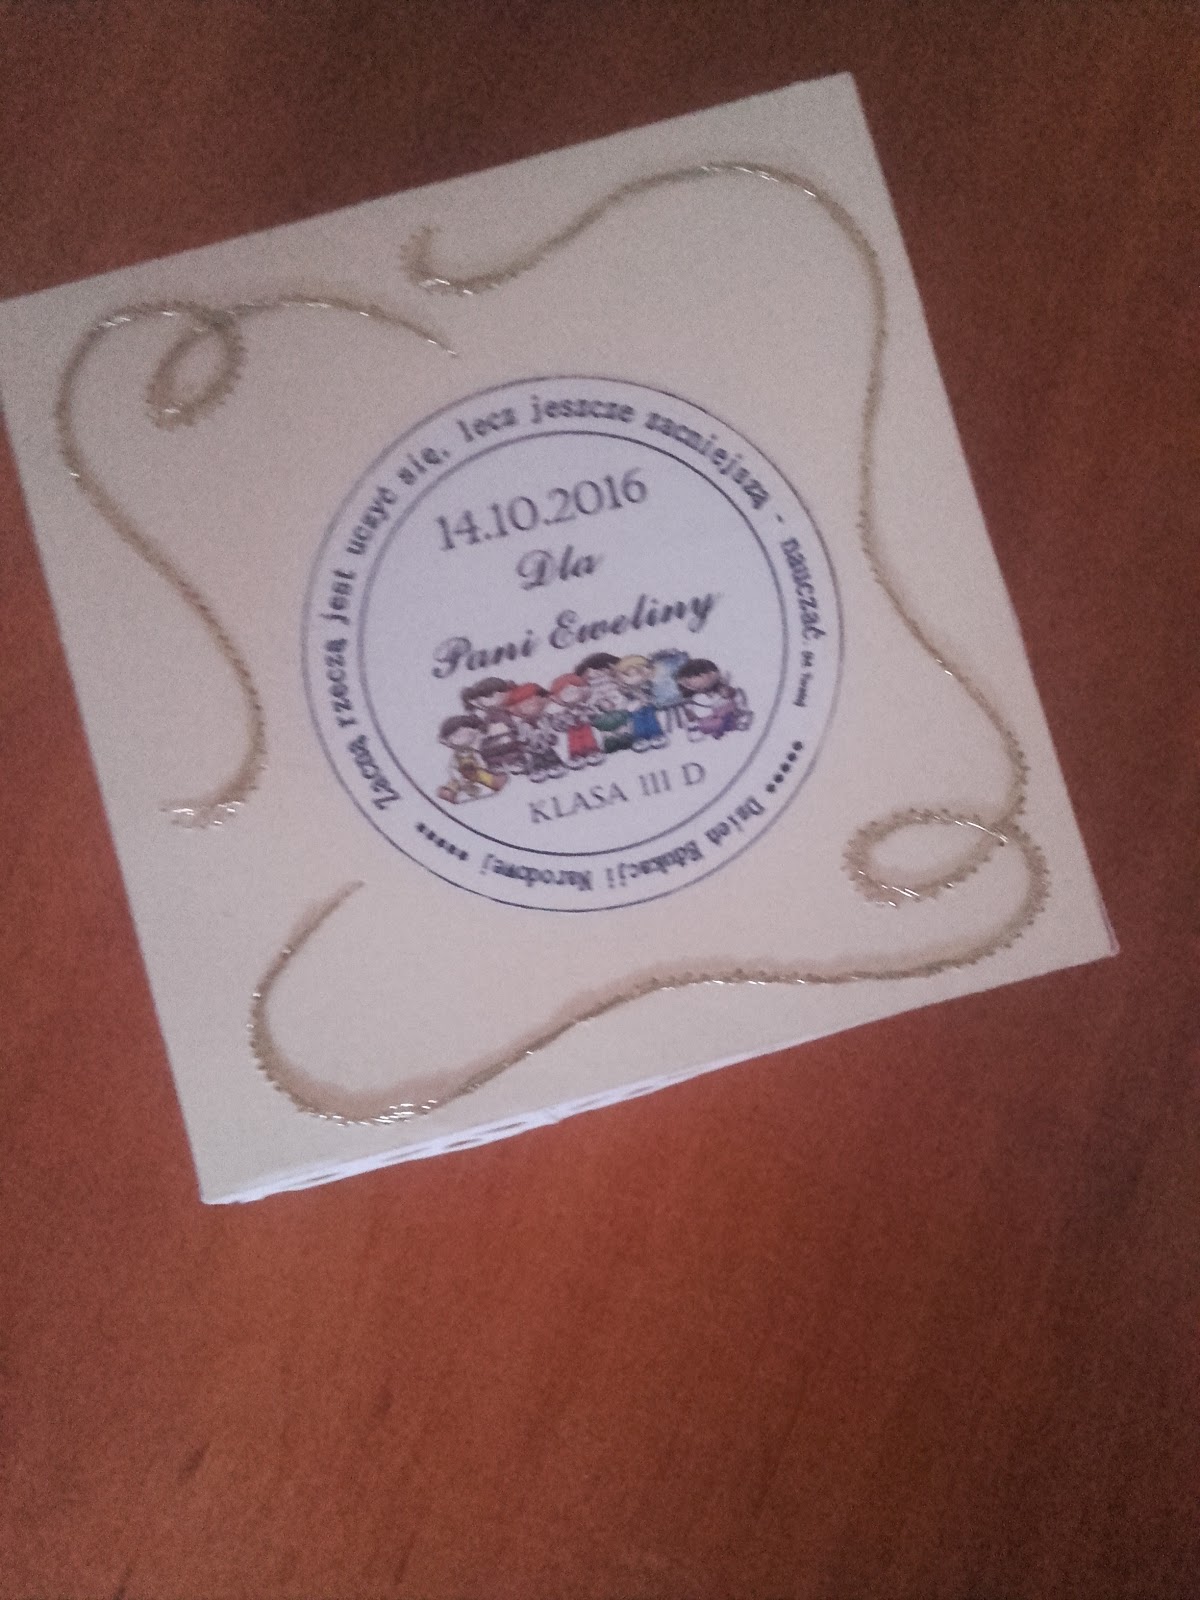 Zacną rzeczą jest uczyć się, lecz jeszcze zacniejszą - nauczać.
••••• Dzień Edukacji Narodowej •••••
14.10.2016
Dla
Pani Eweliny
KLASA III D